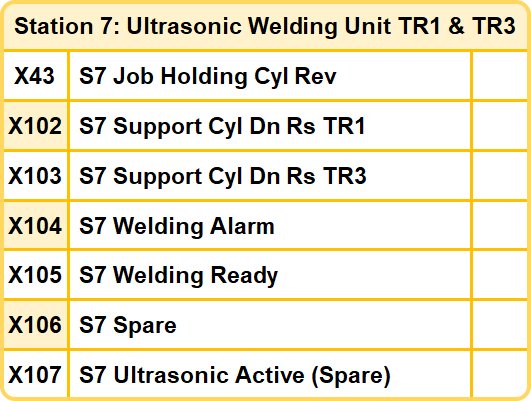 Station 7: Ultrasonic Welding Unit TR1 & TR3
X43 S7 Job Holding Cyl Rev
X102 S7 Support Cyl Dn Rs TR1
X103 S7 Support Cyl Dn Rs TR3
X104 S7 Welding Alarm
X105 S7 Welding Ready
X106 S7 Spare
X107 S7 Ultrasonic Active (Spare)